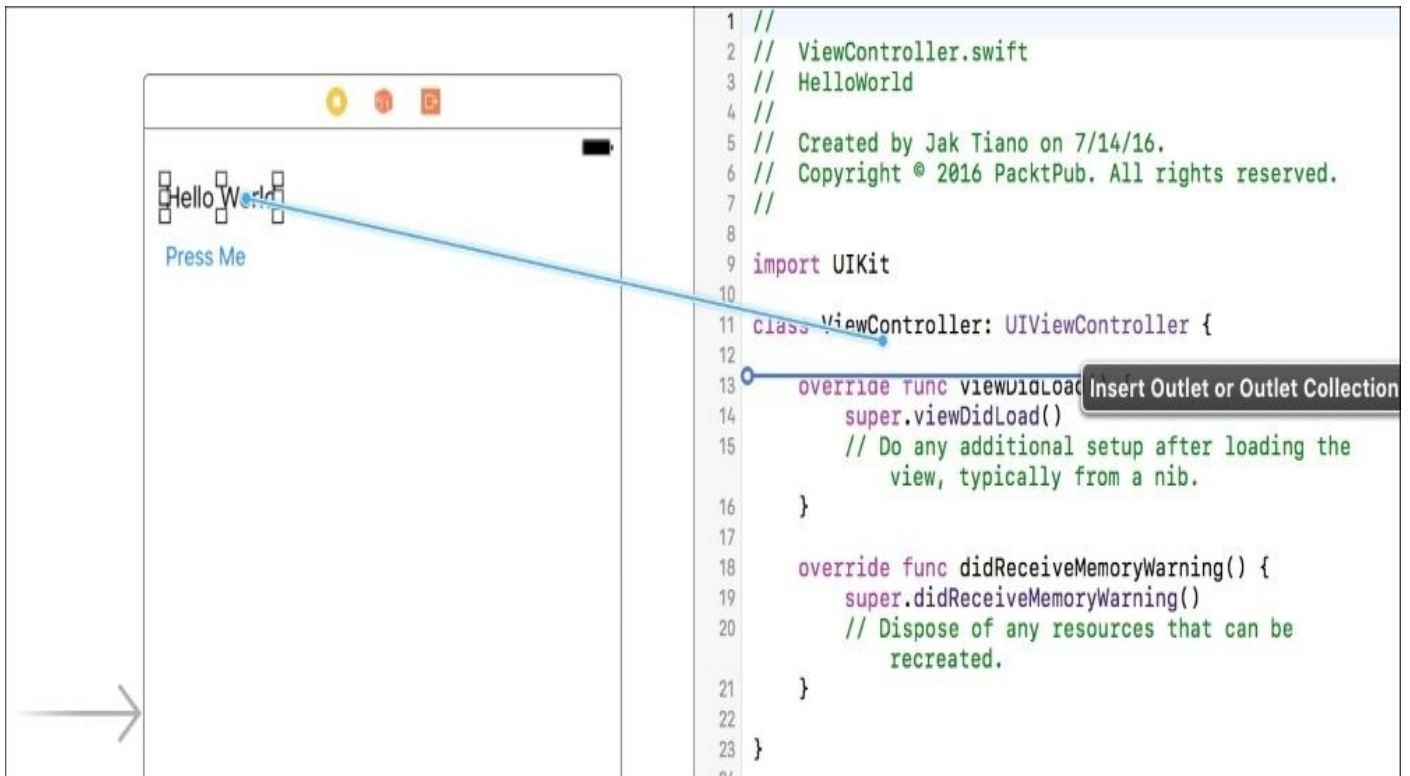 Hello World
Press Me
1 //
2 // ViewController.swift
3 // HelloWorld
4 //
5 // Created by Jak Tiano on 7/14/16.
6 // Copyright © 2016 PacktPub. All rights reserved.
7 //
8
9 import UIKit
10
11 class ViewController: UIViewController {
12
13 override func viewDidLoad() {
Insert Outlet or Outlet Collection
14 super.viewDidLoad()
15 // Do any additional setup after loading the
view, typically from a nib.
16 }
17
18 override func didReceiveMemoryWarning() {
19 super.didReceiveMemoryWarning()
20 // Dispose of any resources that can be
recreated.
21 }
22
23 }